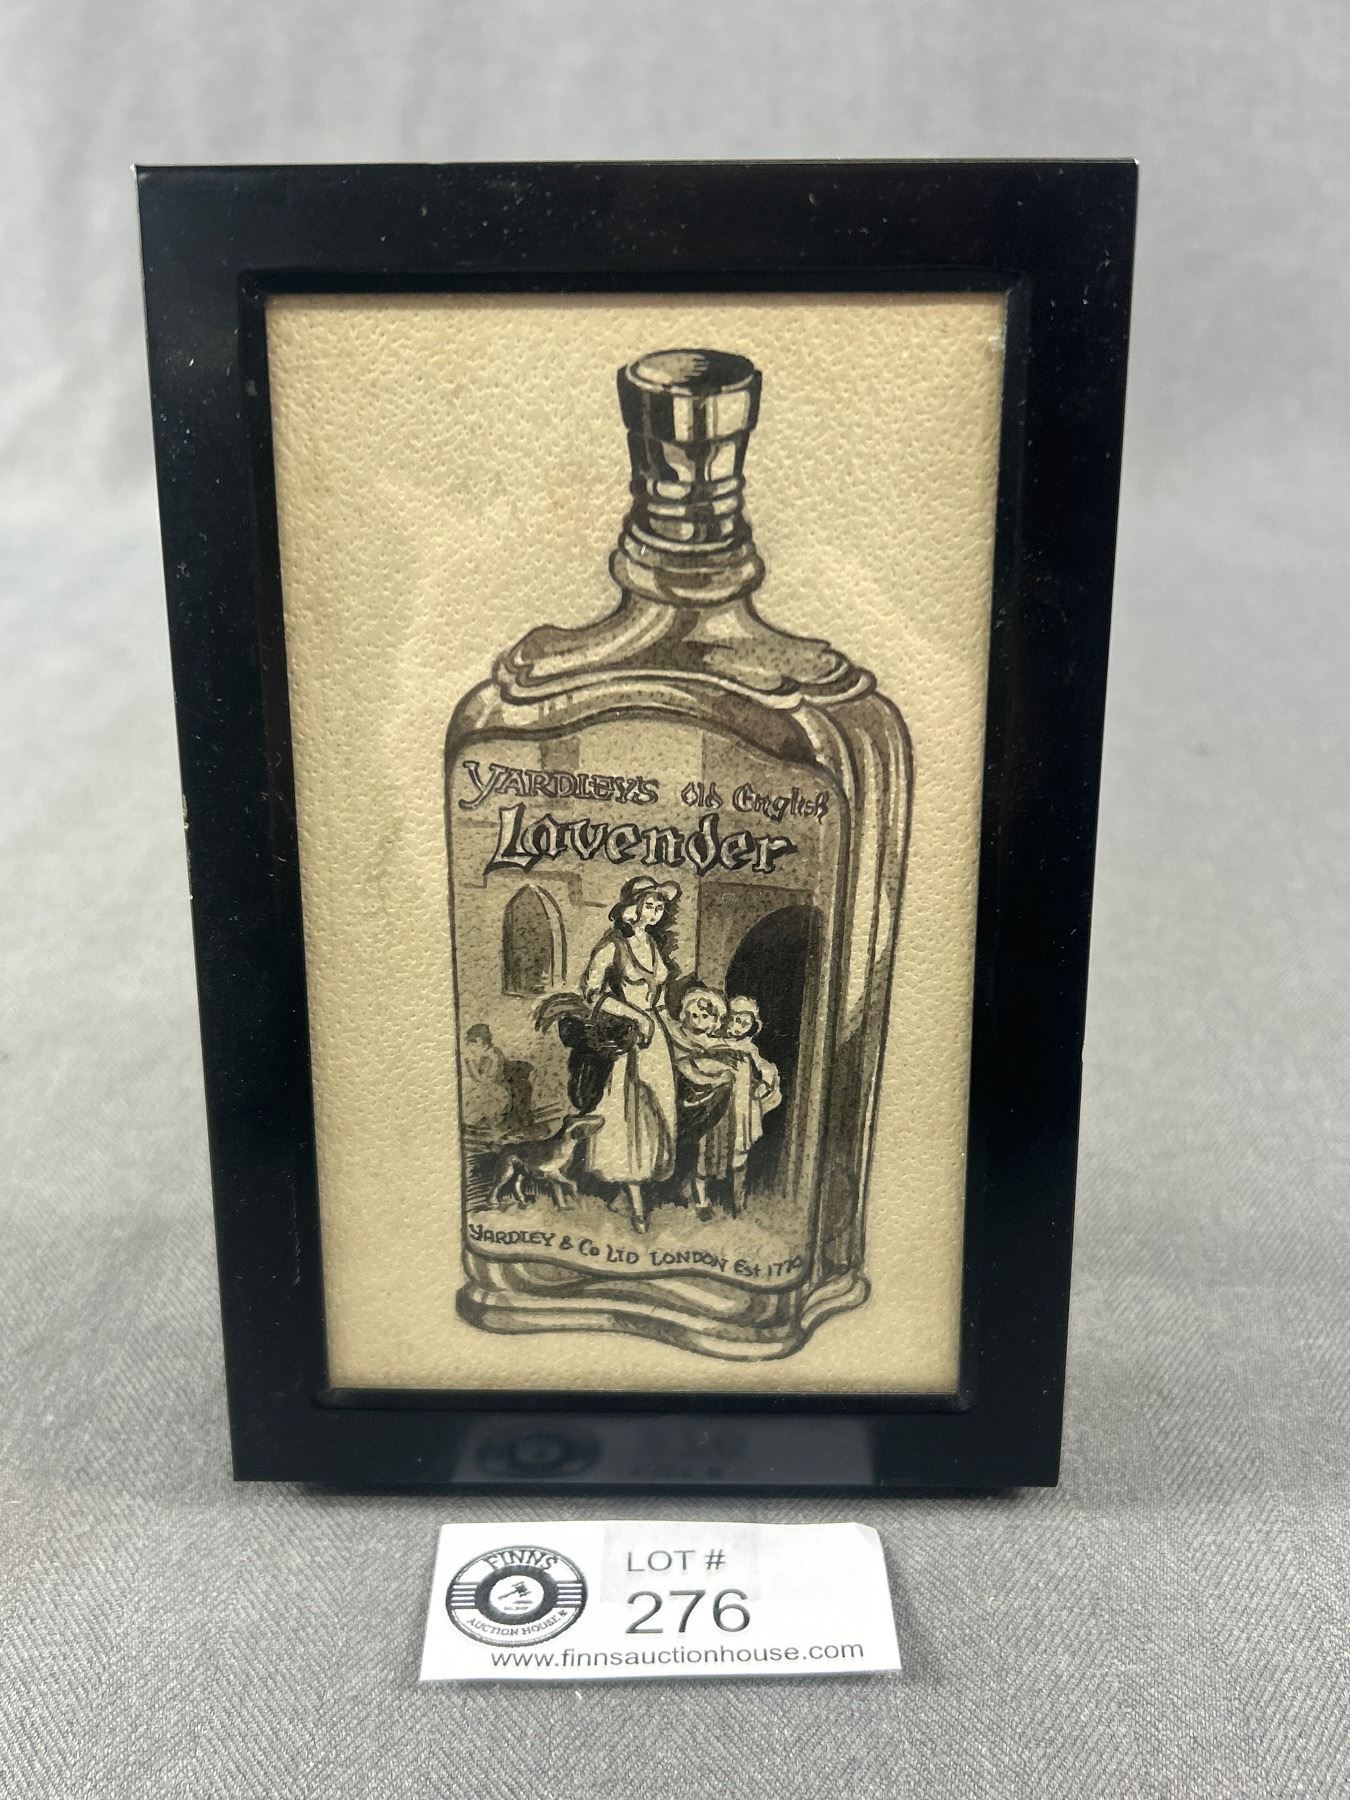 YARDLEY'S Old English
Lavender
YARDLEY & Co LTD LONDON Est 1770
FINNS
AUCTION HOUSE
LOT #
276
www.finnsauctionhouse.com